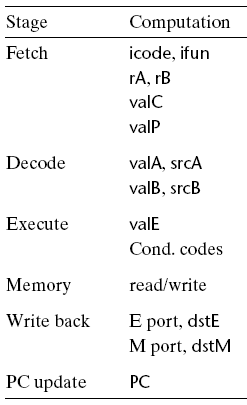 Stage Computation
Fetch icode, ifun
rA, rB
valC
valP
Decode valA, srcA
valB, srcB
Execute valE
Cond. codes
Memory read/write
Write back E port, dstE
M port, dstM
PC update PC